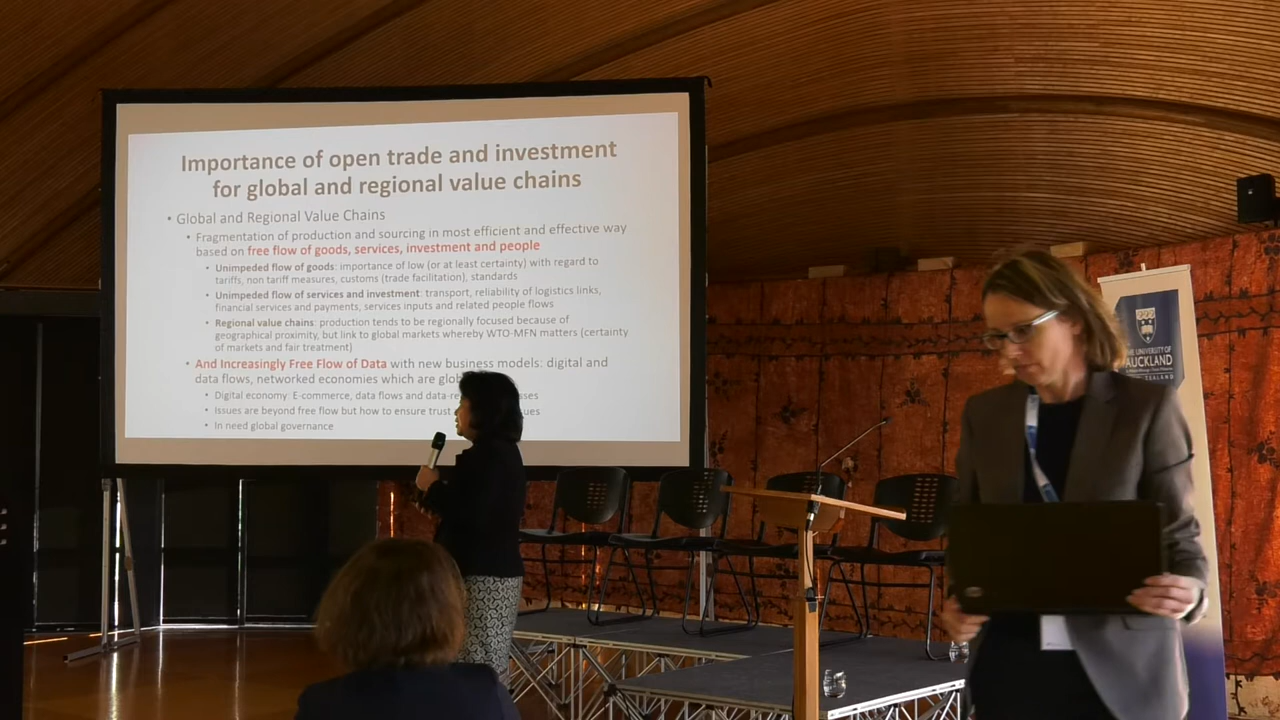 Importance of open trade and investment
for global and regional value chains
• Global and Regional Value Chains
• Fragmentation of production and sourcing in most efficient and effective way
based on free flow of goods, services, investment and people
• Unimpeded flow of goods: importance of low (or at least certainty) with regard to
tariffs, non tariff measures, customs (trade facilitation), standards
• Unimpeded flow of services and investment: transport, reliability of logistics links,
financial services and payments, services inputs and related people flows
• Regional value chains: production tends to be regionally focused because of
geographical proximity, but link to global markets whereby WTO-MFN matters (certainty
of markets and fair treatment)
• And Increasingly Free Flow of Data with new business models: digital and
data flows, networked economies which are glob
• Digital economy: E-commerce, data flows and data-re sses
• Issues are beyond free flow but how to ensure trust ues
• In need global governance
THE UNIVERSITY OF
AUCKLAND